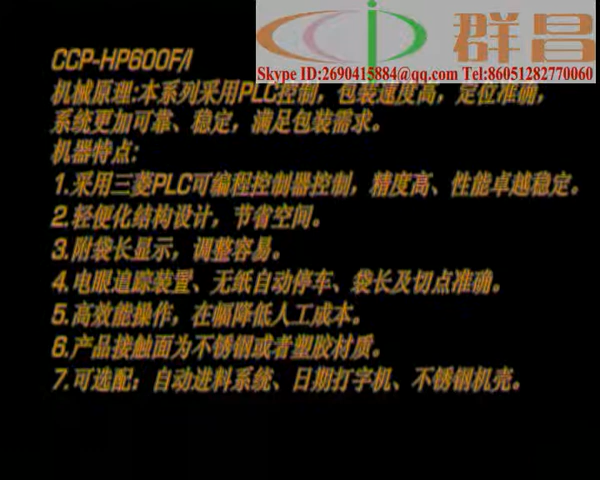 群昌
Skype ID:2690415884@qq.com Tel:86051282770060
CCP-HP600F/I
机械原理:本系列采用PLC控制，包装速度高，定位准确，
系统更加可靠、稳定，满足包装需求。
机器特点:
1.采用三菱PLC可编程控制器控制，精度高、性能卓越稳定。
2.轻便化结构设计，节省空间。
3.附袋长显示，调整容易。
4.电眼追踪装置、无纸自动停车、袋长及切点准确。
5.高效能操作，在幅降低人工成本。
6.产品接触面为不锈钢或者塑胶材质。
7.可选配：自动进料系统、日期打字机、不锈钢机壳。